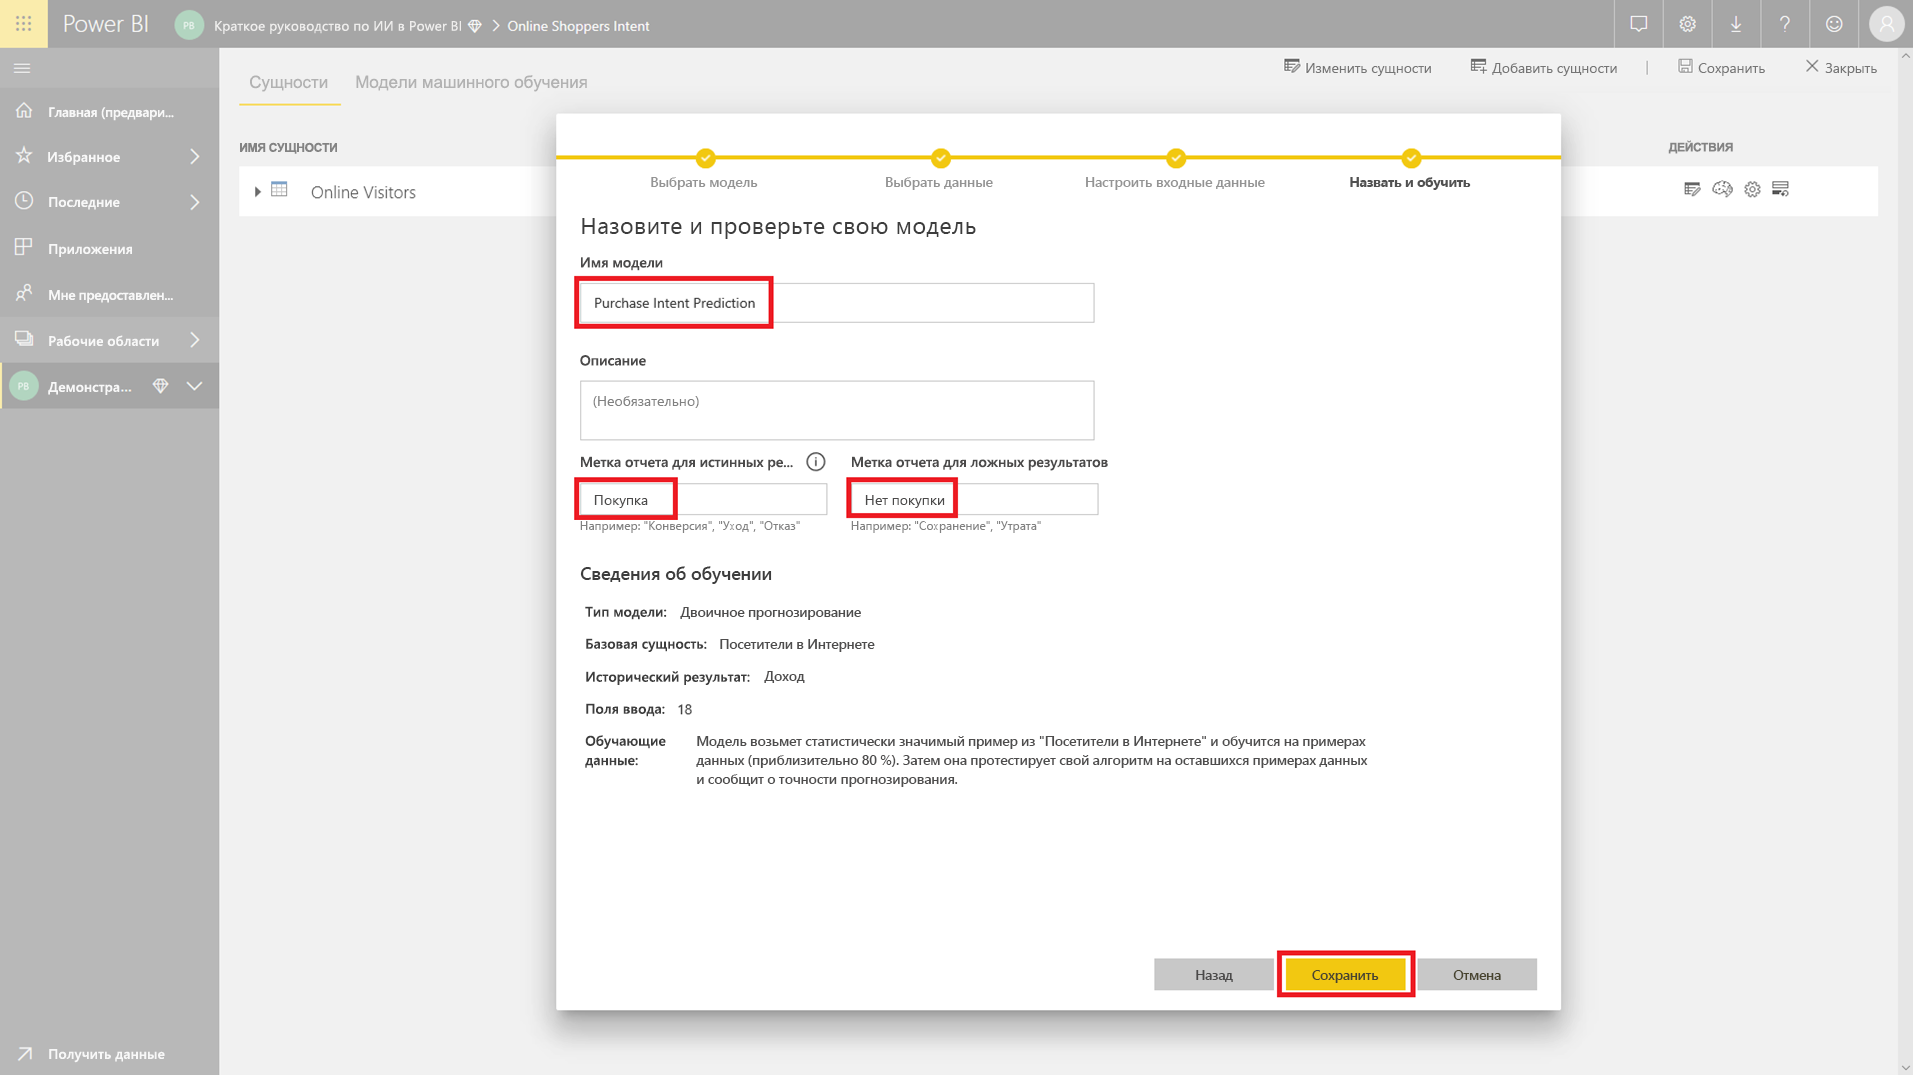 Power BI
PB
Краткое руководство по ИИ в Power BI
Online Shoppers Intent
Главная (предвари...
Избранное
Последние
Приложения
Мне предоставлен...
Рабочие области
PB
Демонстра...
Получить данные
Сущности
Модели машинного обучения
Изменить сущности
Добавить сущности
Сохранить
Закрыть
ИМЯ СУЩНОСТИ
ДЕЙСТВИЯ
Online Visitors
Выбрать модель
Выбрать данные
Настроить входные данные
Назвать и обучить
Назовите и проверьте свою модель
Имя модели
Purchase Intent Prediction
Описание
(Необязательно)
Метка отчета для истинных ре...
Метка отчета для ложных результатов
Покупка
Нет покупки
Например: "Конверсия", "Уход", "Отказ"
Например: "Сохранение", "Утрата"
Сведения об обучении
Тип модели: Двоичное прогнозирование
Базовая сущность: Посетители в Интернете
Исторический результат: Доход
Поля ввода: 18
Обучающие данные:
Модель возьмет статистически значимый пример из "Посетители в Интернете" и обучится на примерах
данных (приблизительно 80 %). Затем она протестирует свой алгоритм на оставшихся примерах данных
и сообщит о точности прогнозирования.
Назад
Сохранить
Отмена